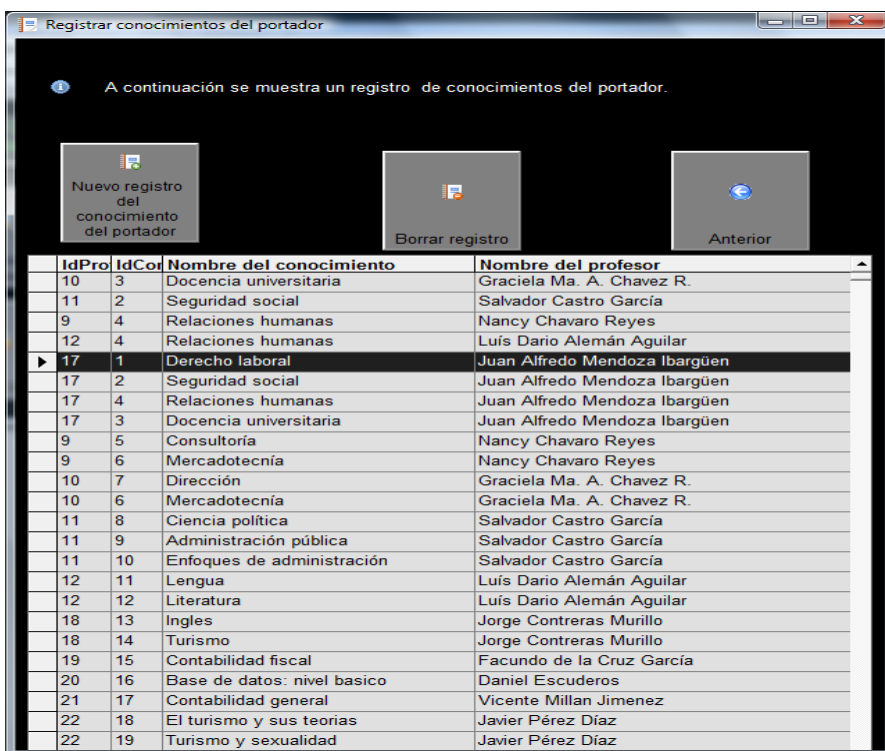 Registrar conocimientos del portador
A continuación se muestra un registro de conocimientos del portador.
Nuevo registro
del
conocimiento
del portador
Borrar registro
Anterior
IdPro IdCor Nombre del conocimiento Nombre del profesor
10 3 Docencia universitaria Graciela Ma. A. Chavez R.
11 2 Seguridad social Salvador Castro García
9 4 Relaciones humanas Nancy Chavaro Reyes
12 4 Relaciones humanas Luís Dario Alemán Aguilar
17 1 Derecho laboral Juan Alfredo Mendoza Ibargüen
17 2 Seguridad social Juan Alfredo Mendoza Ibargüen
17 4 Relaciones humanas Juan Alfredo Mendoza Ibargüen
17 3 Docencia universitaria Juan Alfredo Mendoza Ibargüen
9 5 Consultoría Nancy Chavaro Reyes
9 6 Mercadotecnía Nancy Chavaro Reyes
10 7 Dirección Graciela Ma. A. Chavez R.
10 6 Mercadotecnía Graciela Ma. A. Chavez R.
11 8 Ciencia política Salvador Castro García
11 9 Administración pública Salvador Castro García
11 10 Enfoques de administración Salvador Castro García
12 11 Lengua Luís Dario Alemán Aguilar
12 12 Literatura Luís Dario Alemán Aguilar
18 13 Ingles Jorge Contreras Murillo
18 14 Turismo Jorge Contreras Murillo
19 15 Contabilidad fiscal Facundo de la Cruz García
20 16 Base de datos: nivel basico Daniel Escuderos
21 17 Contabilidad general Vicente Millan Jimenez
22 18 El turismo y sus teorias Javier Pérez Díaz
22 19 Turismo y sexualidad Javier Pérez Díaz